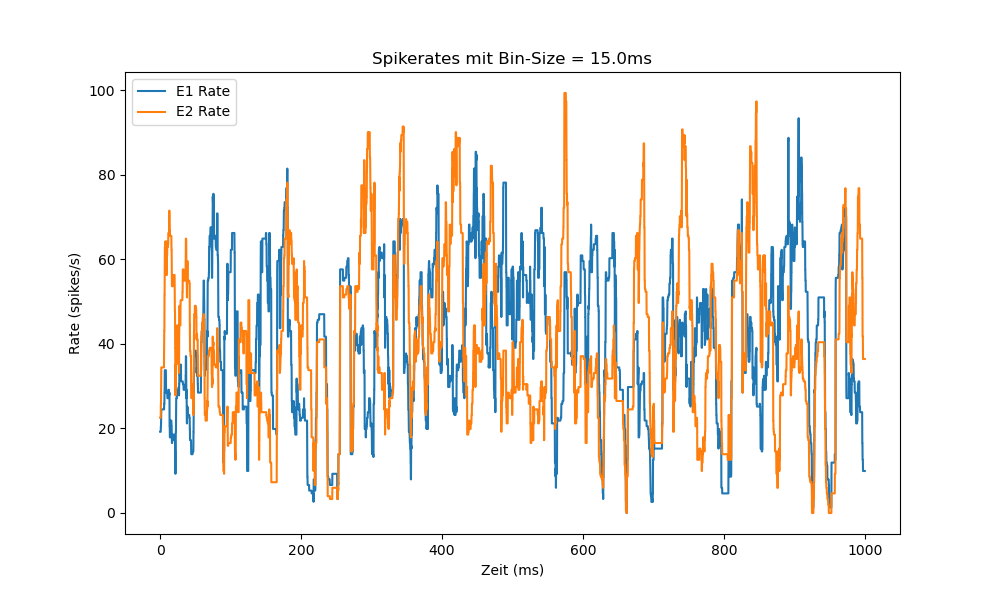 Spikerates mit Bin-Size = 15.0ms
E1 Rate
E2 Rate
100
80
60
40
20
0
Rate (spikes/s)
0 200 400 600 800 1000
Zeit (ms)